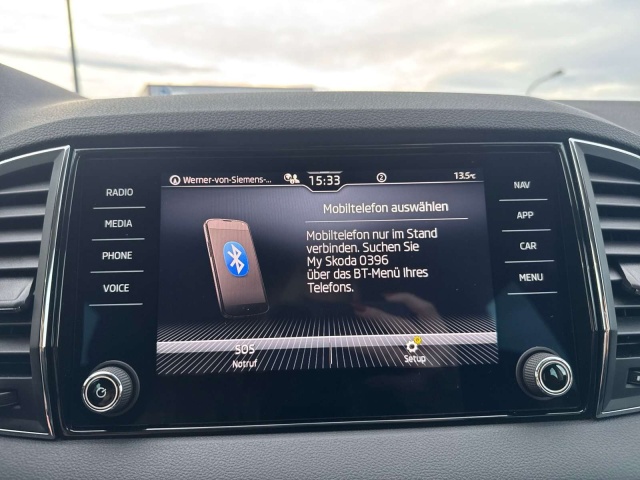 RADIO
MEDIA
PHONE
VOICE
Werner-von-Siemens-...
15:33
2
13.5°C
Mobiltelefon auswählen
Mobiltelefon nur im Stand
verbinden. Suchen Sie
My Skoda 0396
über das BT-Menü Ihres
Telefons.
SOS
Notruf
Setup
NAV
APP
CAR
MENU